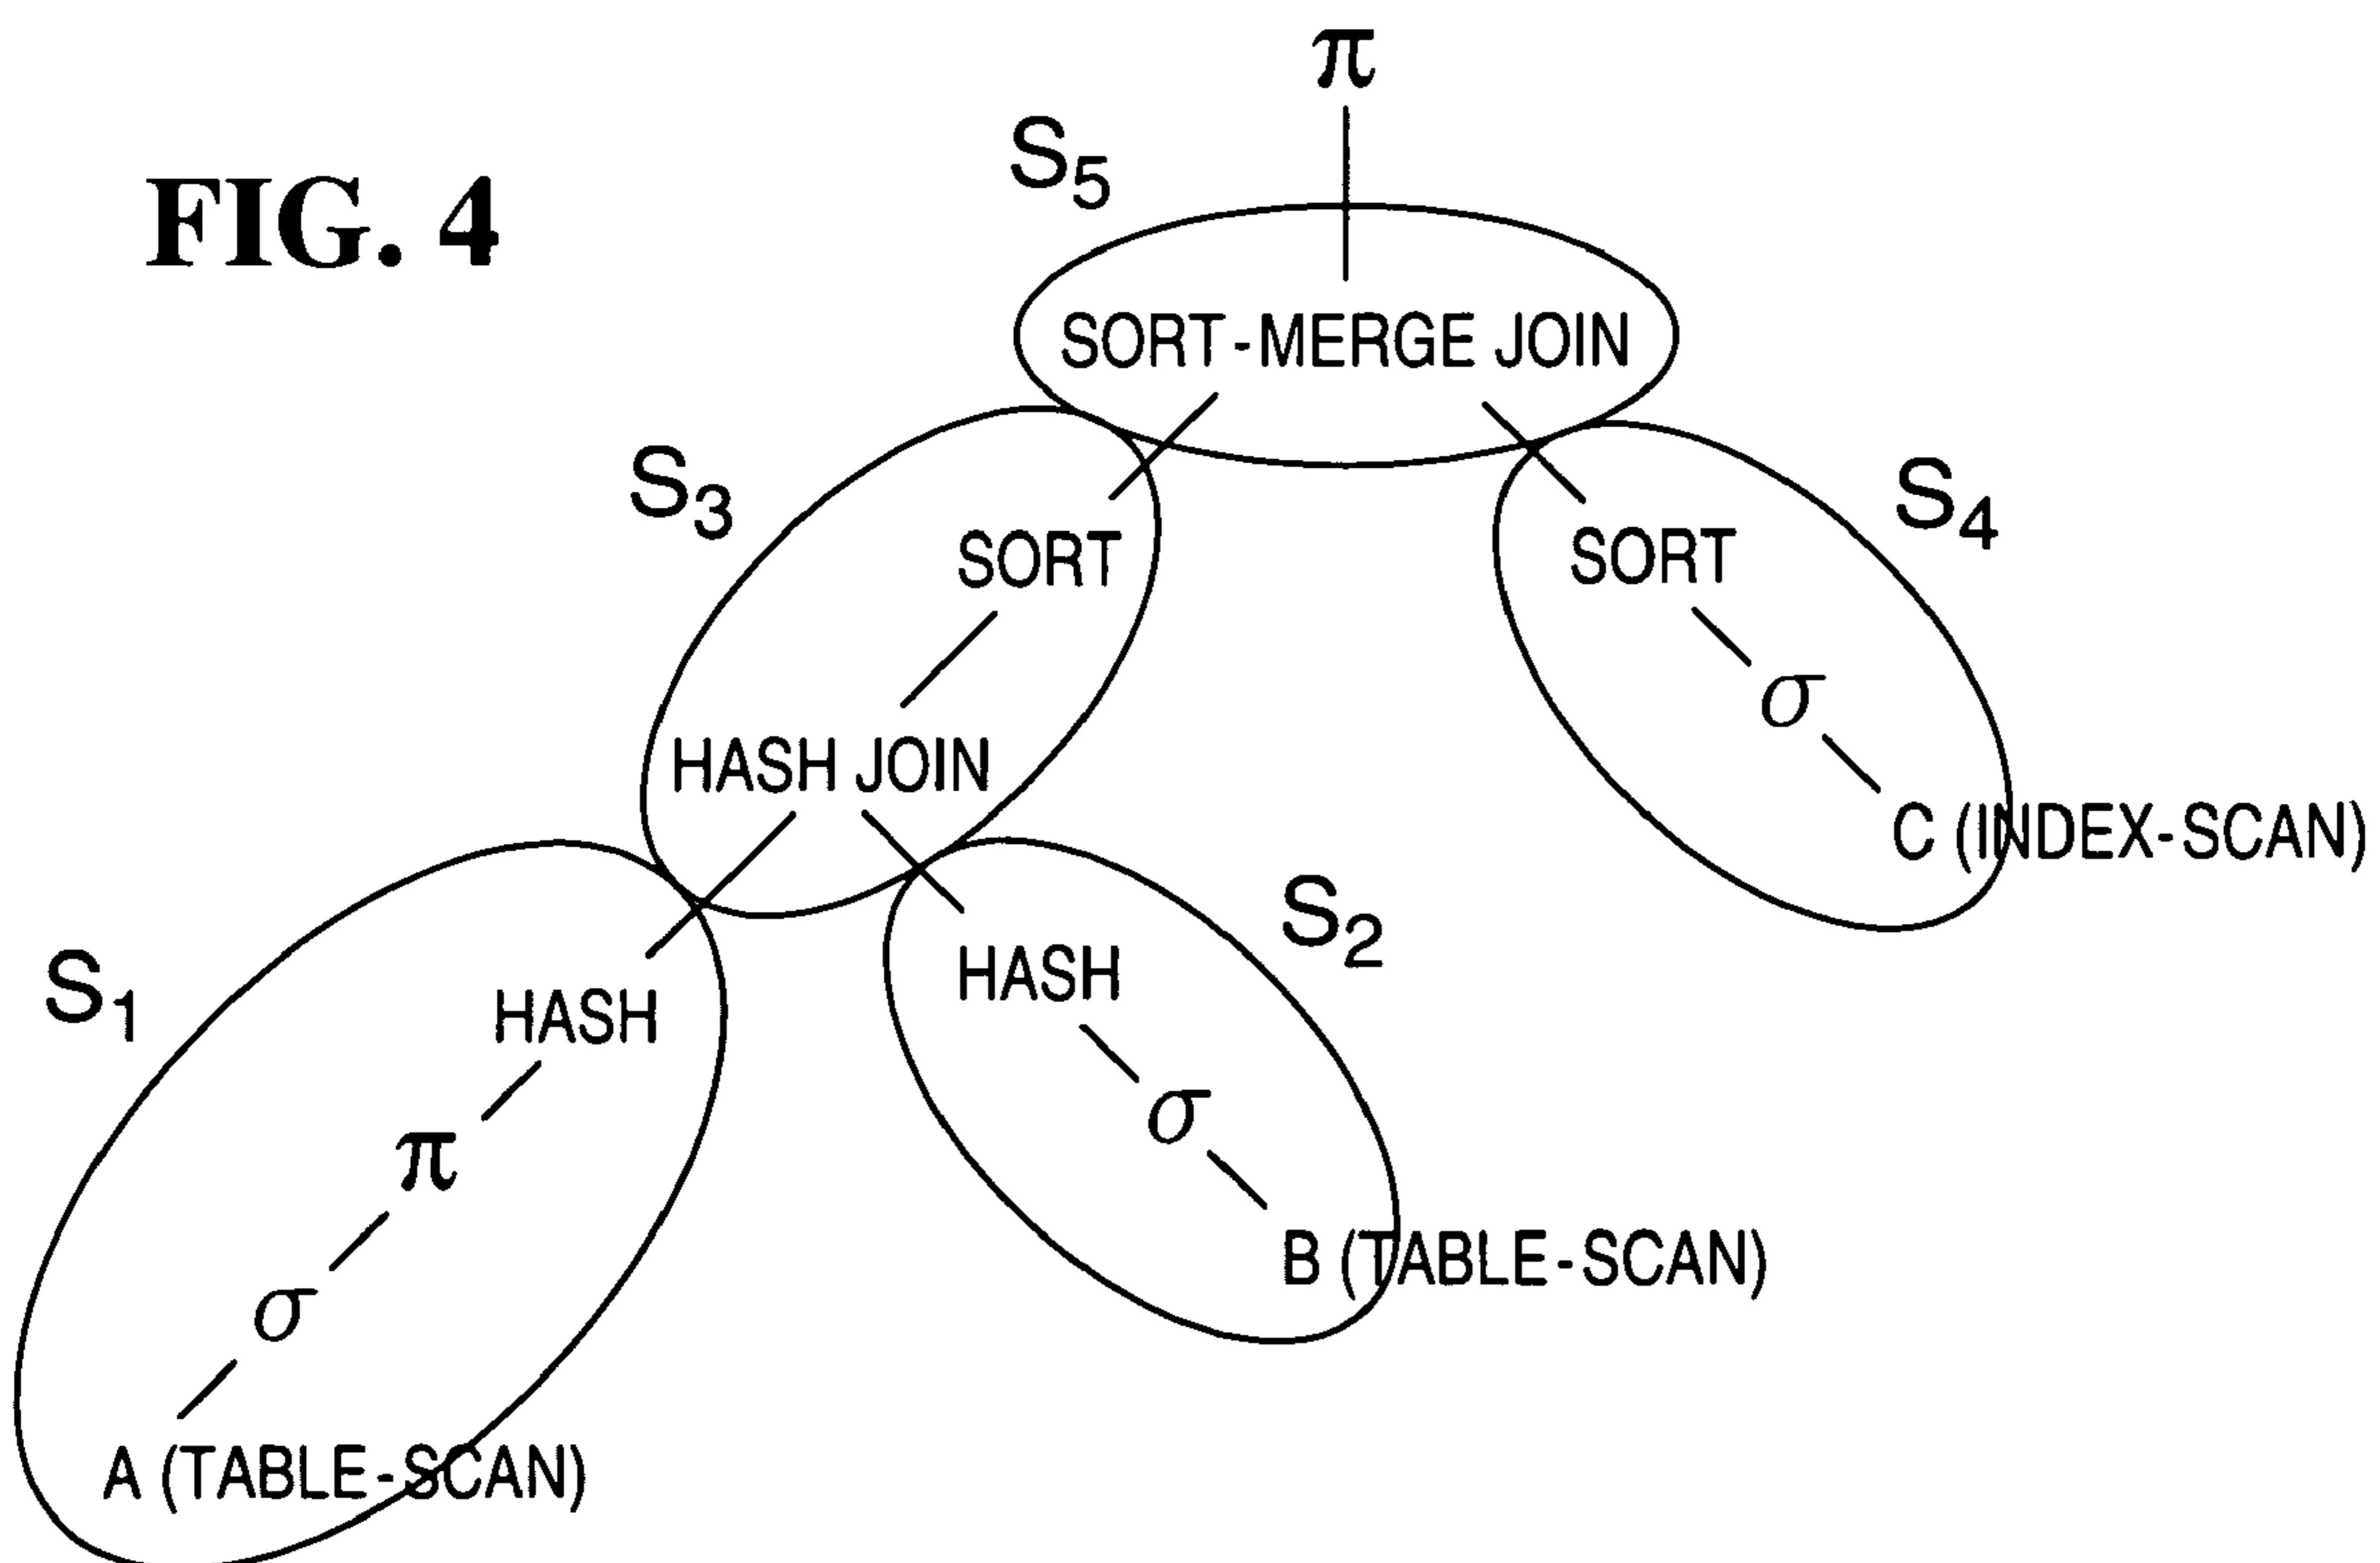 π
S5
FIG. 4
SORT-MERGE JOIN
S3
S4
SORT
SORT
σ
HASH JOIN
C (INDEX-SCAN)
S2
S1
HASH
HASH
σ
π
B (TABLE-SCAN)
σ
A (TABLE-SCAN)